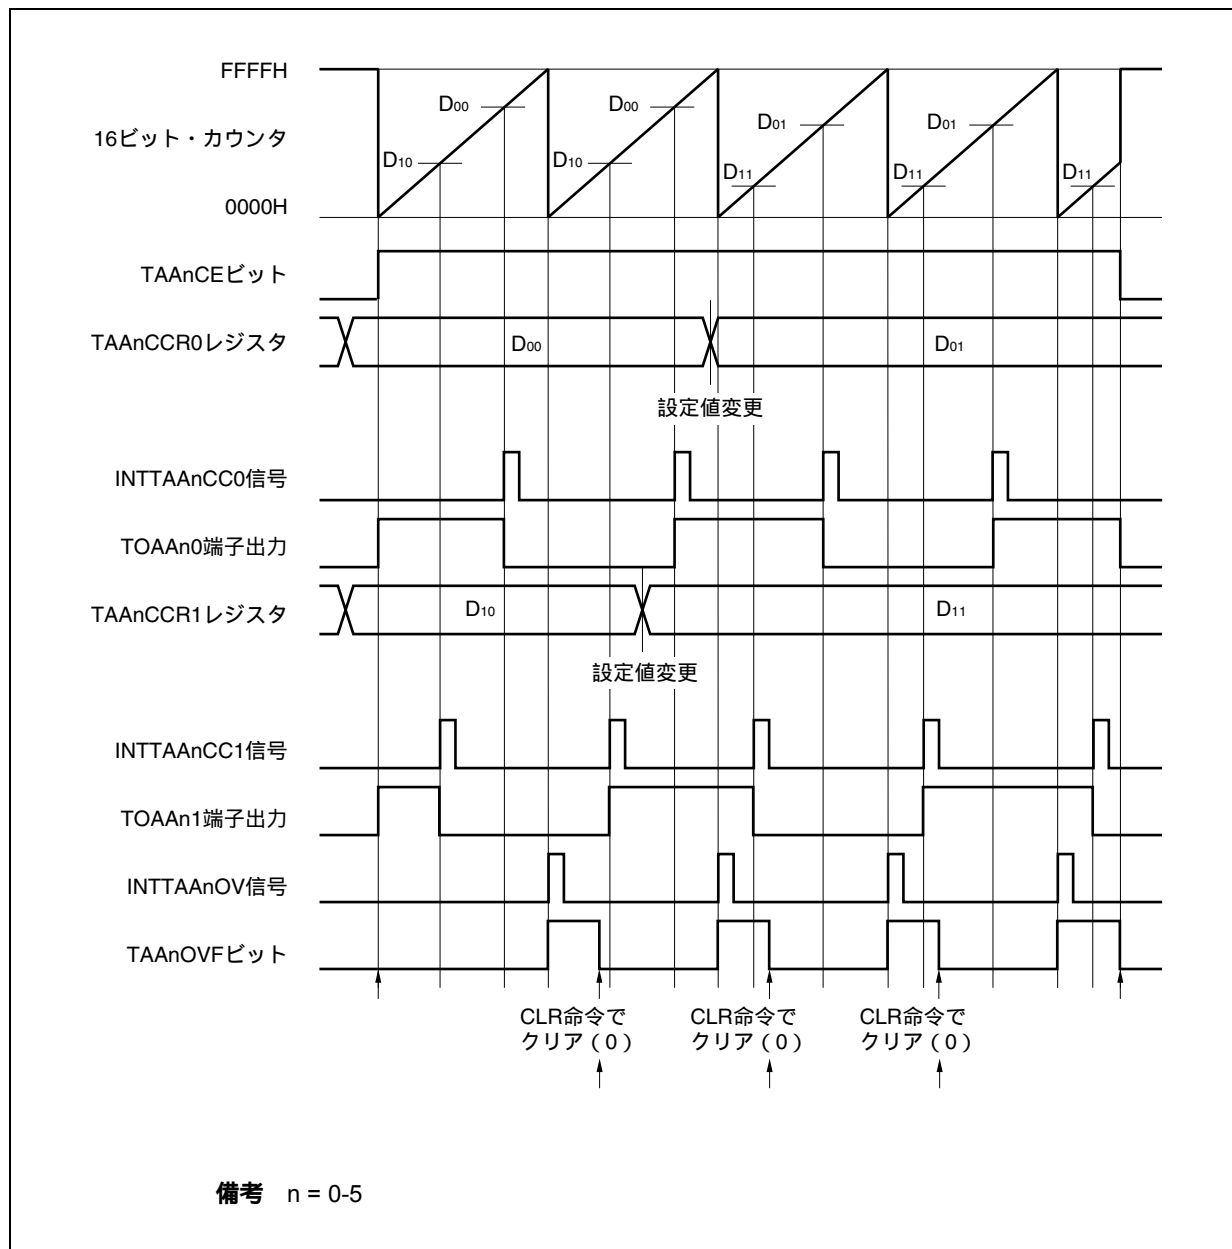 FFFFH
D00
D00
D01
D01
16ビット・カウンタ
D10
D10
D11
D11
D11
0000H
TAAnCEビット
TAAnCCR0レジスタ
D00
D01
設定値変更
INTTAAnCC0信号
TOAAn0端子出力
TAAnCCR1レジスタ
D10
D11
設定値変更
INTTAAnCC1信号
TOAAn1端子出力
INTTAAnOV信号
TAAnOVFビット
CLR命令で
クリア(0)
CLR命令で
クリア(0)
CLR命令で
クリア(0)
備考 n = 0-5